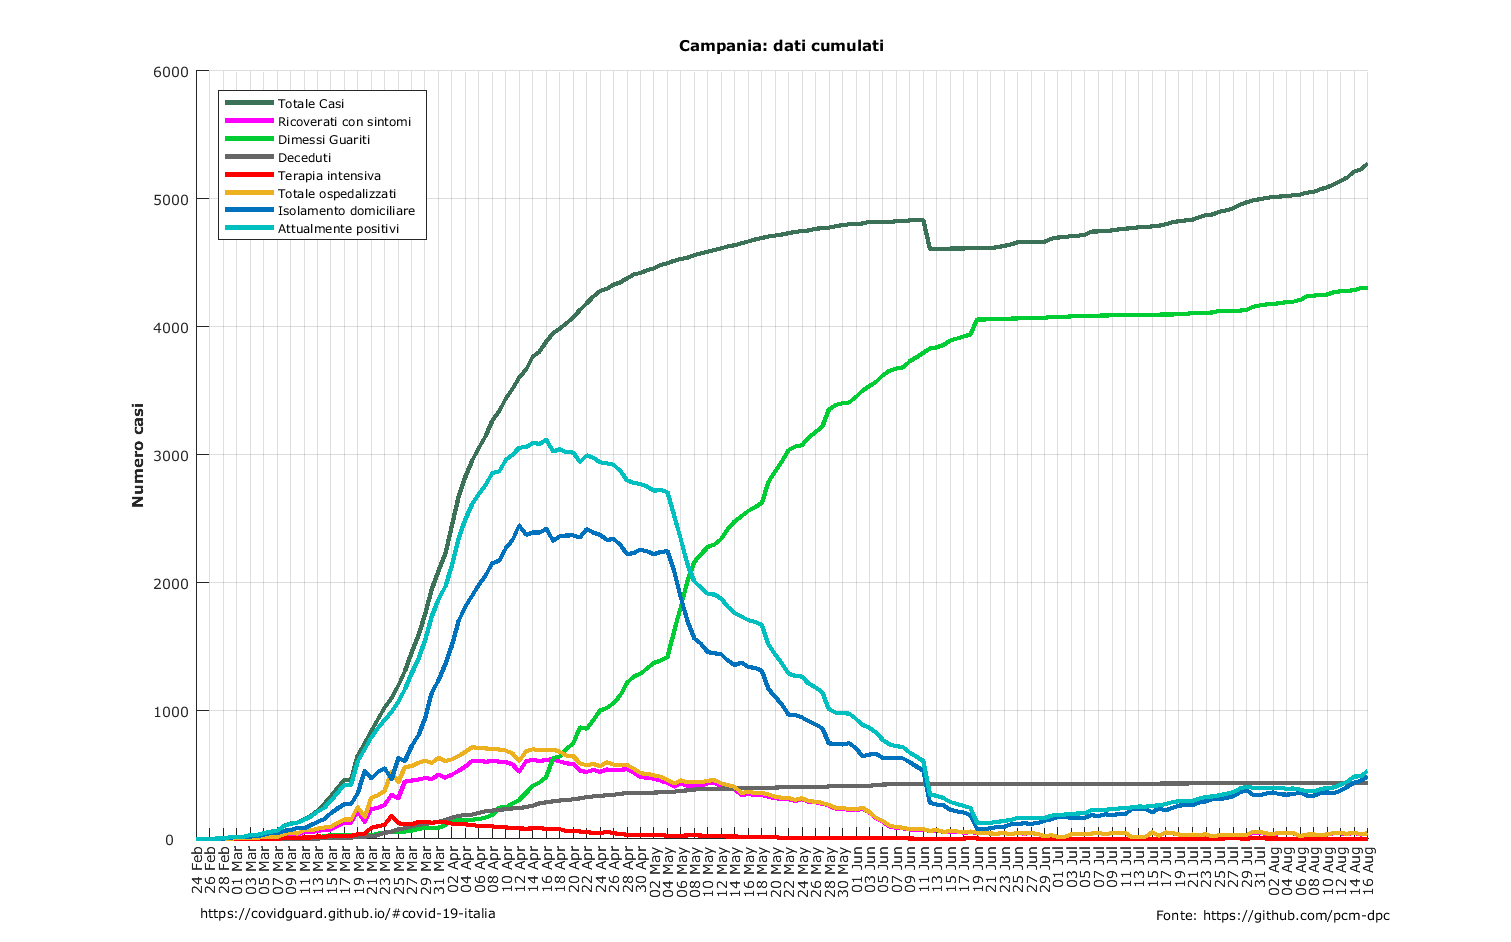 Campania: dati cumulati
6000
5000
4000
3000
2000
1000
0
Numero casi
Totale Casi
Ricoverati con sintomi
Dimessi Guariti
Deceduti
Terapia intensiva
Totale ospedalizzati
Isolamento domiciliare
Attualmente positivi
24 Feb
26 Feb
28 Feb
01 Mar
03 Mar
05 Mar
07 Mar
09 Mar
11 Mar
13 Mar
15 Mar
17 Mar
19 Mar
21 Mar
23 Mar
25 Mar
27 Mar
29 Mar
31 Mar
02 Apr
04 Apr
06 Apr
08 Apr
10 Apr
12 Apr
14 Apr
16 Apr
18 Apr
20 Apr
22 Apr
24 Apr
26 Apr
28 Apr
30 Apr
02 May
04 May
06 May
08 May
10 May
12 May
14 May
16 May
18 May
20 May
22 May
24 May
26 May
28 May
30 May
01 Jun
03 Jun
05 Jun
07 Jun
09 Jun
11 Jun
13 Jun
15 Jun
17 Jun
19 Jun
21 Jun
23 Jun
25 Jun
27 Jun
29 Jun
01 Jul
03 Jul
05 Jul
07 Jul
09 Jul
11 Jul
13 Jul
15 Jul
17 Jul
19 Jul
21 Jul
23 Jul
25 Jul
27 Jul
29 Jul
31 Jul
02 Aug
04 Aug
06 Aug
08 Aug
10 Aug
12 Aug
14 Aug
16 Aug
https://covidguard.github.io/#covid-19-italia
Fonte: https://github.com/pcm-dpc